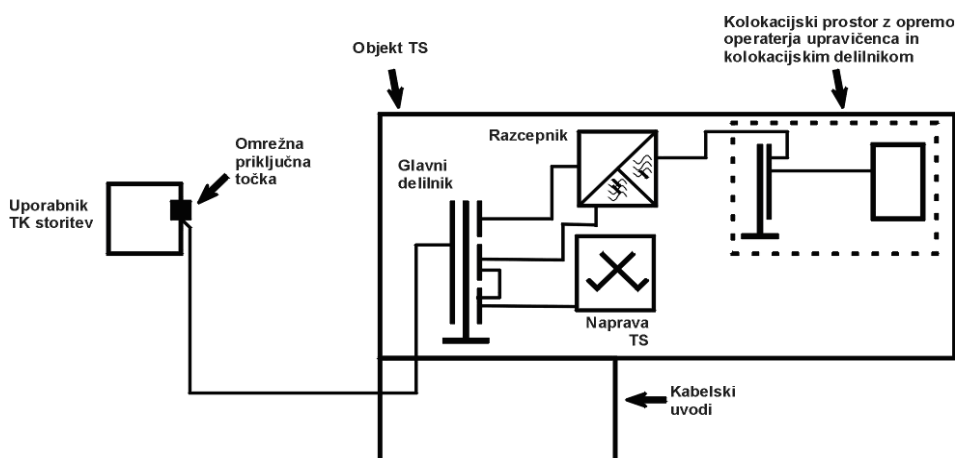 Kolokacijski prostor z opremo
operaterja upravičenca in
kolokacijskim delilnikom
Objekt TS
Razcepnik
Omrežna
priključna
točka
Glavni
delilnik
Uporabnik
TK storitev
Naprava
TS
Kabelski
uvodi